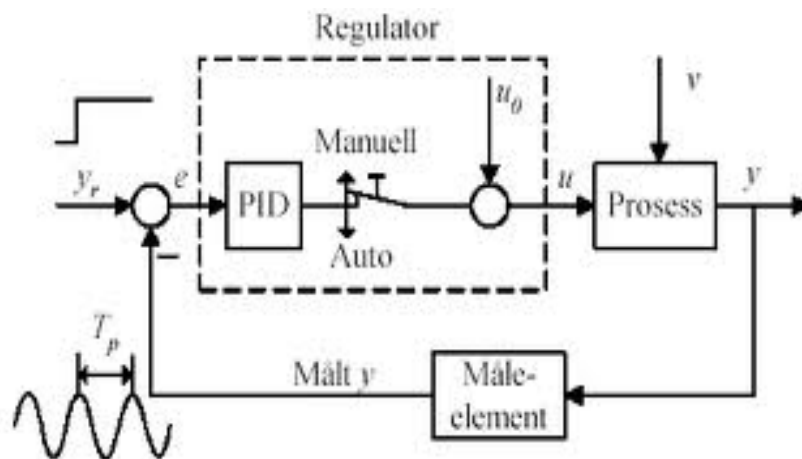 Regulator
u₀
v
Manuell
yᵣ
e
PID
u
Prosess
y
Auto
Tₚ
Målt y
Måle-
element